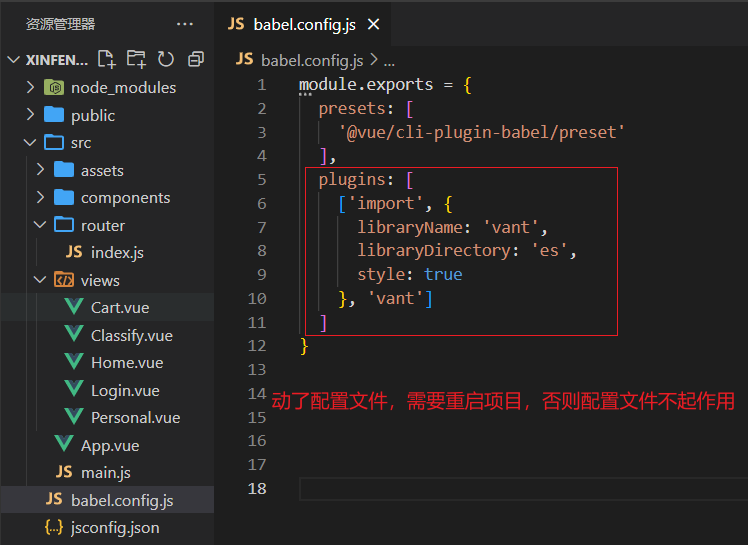 资源管理器
XINFEN...
node_modules
public
src
assets
components
router
JS index.js
views
Cart.vue
Classify.vue
Home.vue
Login.vue
Personal.vue
App.vue
JS main.js
JS babel.config.js
{..} jsconfig.json
JS babel.config.js
JS babel.config.js > ...
1 module.exports = {
2 presets: [
3 '@vue/cli-plugin-babel/preset'
4 ],
5 plugins: [
6 ['import', {
7 libraryName: 'vant',
8 libraryDirectory: 'es',
9 style: true
10 }, 'vant']
11 ]
12 }
13
14
动了配置文件，需要重启项目，否则配置文件不起作用
15
16
17
18